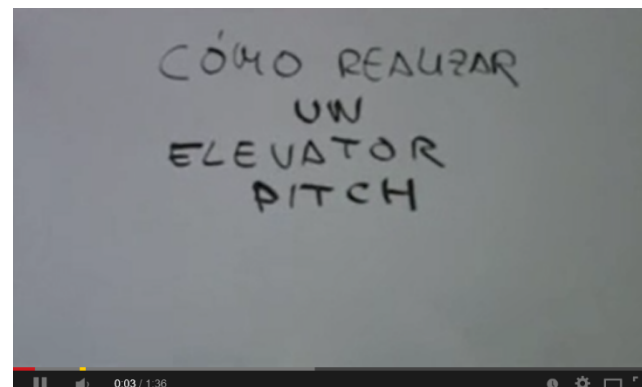 CÓMO REALIZAR
UN
ELEVATOR
PITCH
0:03 / 1:36